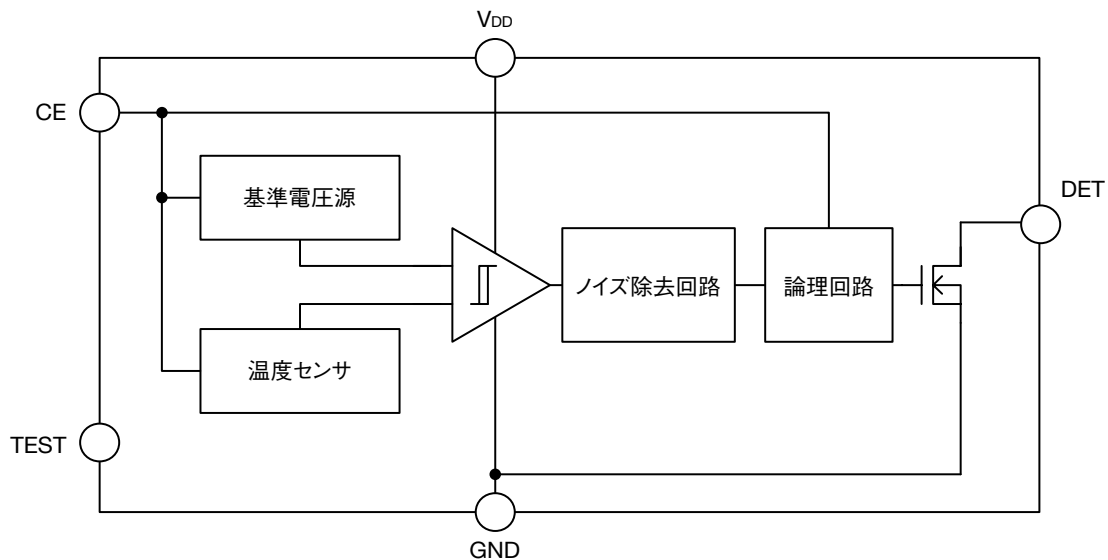 VDD
CE
基準電圧源
DET
ノイズ除去回路
論理回路
温度センサ
TEST
GND